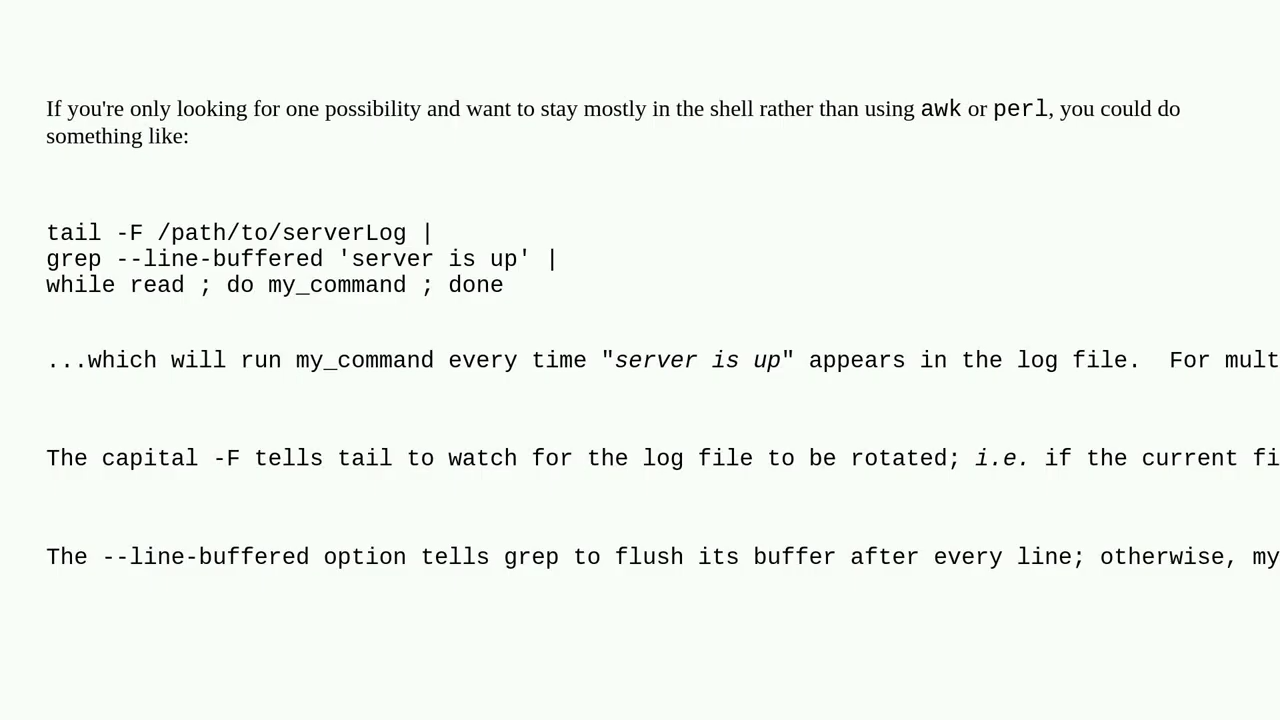 If you're only looking for one possibility and want to stay mostly in the shell rather than using awk or perl, you could do
something like:
tail -F /path/to/serverLog |
grep --line-buffered 'server is up' |
while read ; do my_command ; done
...which will run my_command every time "server is up" appears in the log file.  For mult
The capital -F tells tail to watch for the log file to be rotated; i.e. if the current fi
The --line-buffered option tells grep to flush its buffer after every line; otherwise, my